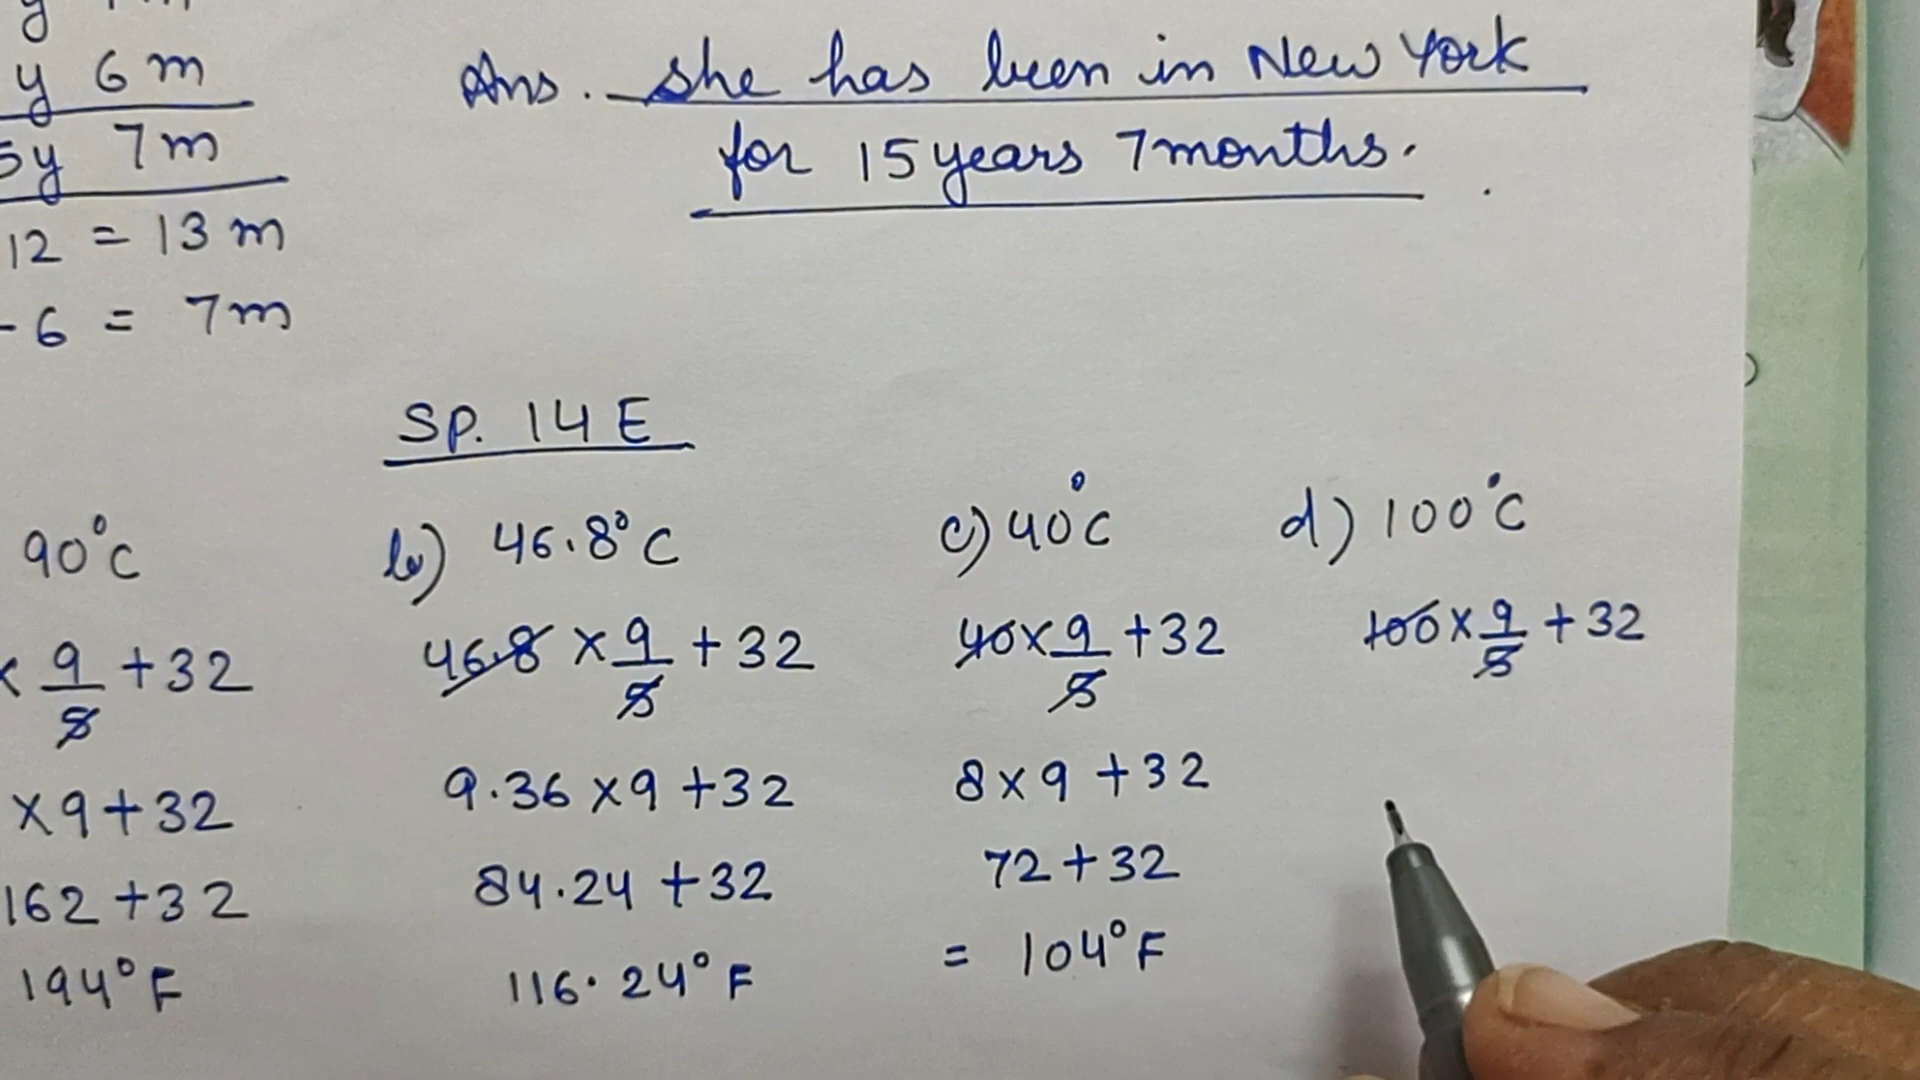 y 6 m
5y 7m
12 = 13 m
- 6 = 7m
Ans. she has been in New York
for 15 years 7 months.
SP. 14 E
90°C
× 9/5 + 32
× 9 + 32
162 + 32
194° F
b) 46.8° C
46.8 × 9/5 + 32
9.36 × 9 + 32
84.24 + 32
116.24° F
c) 40°C
40 × 9/5 + 32
8 × 9 + 32
72 + 32
= 104° F
d) 100°C
100 × 9/5 + 32